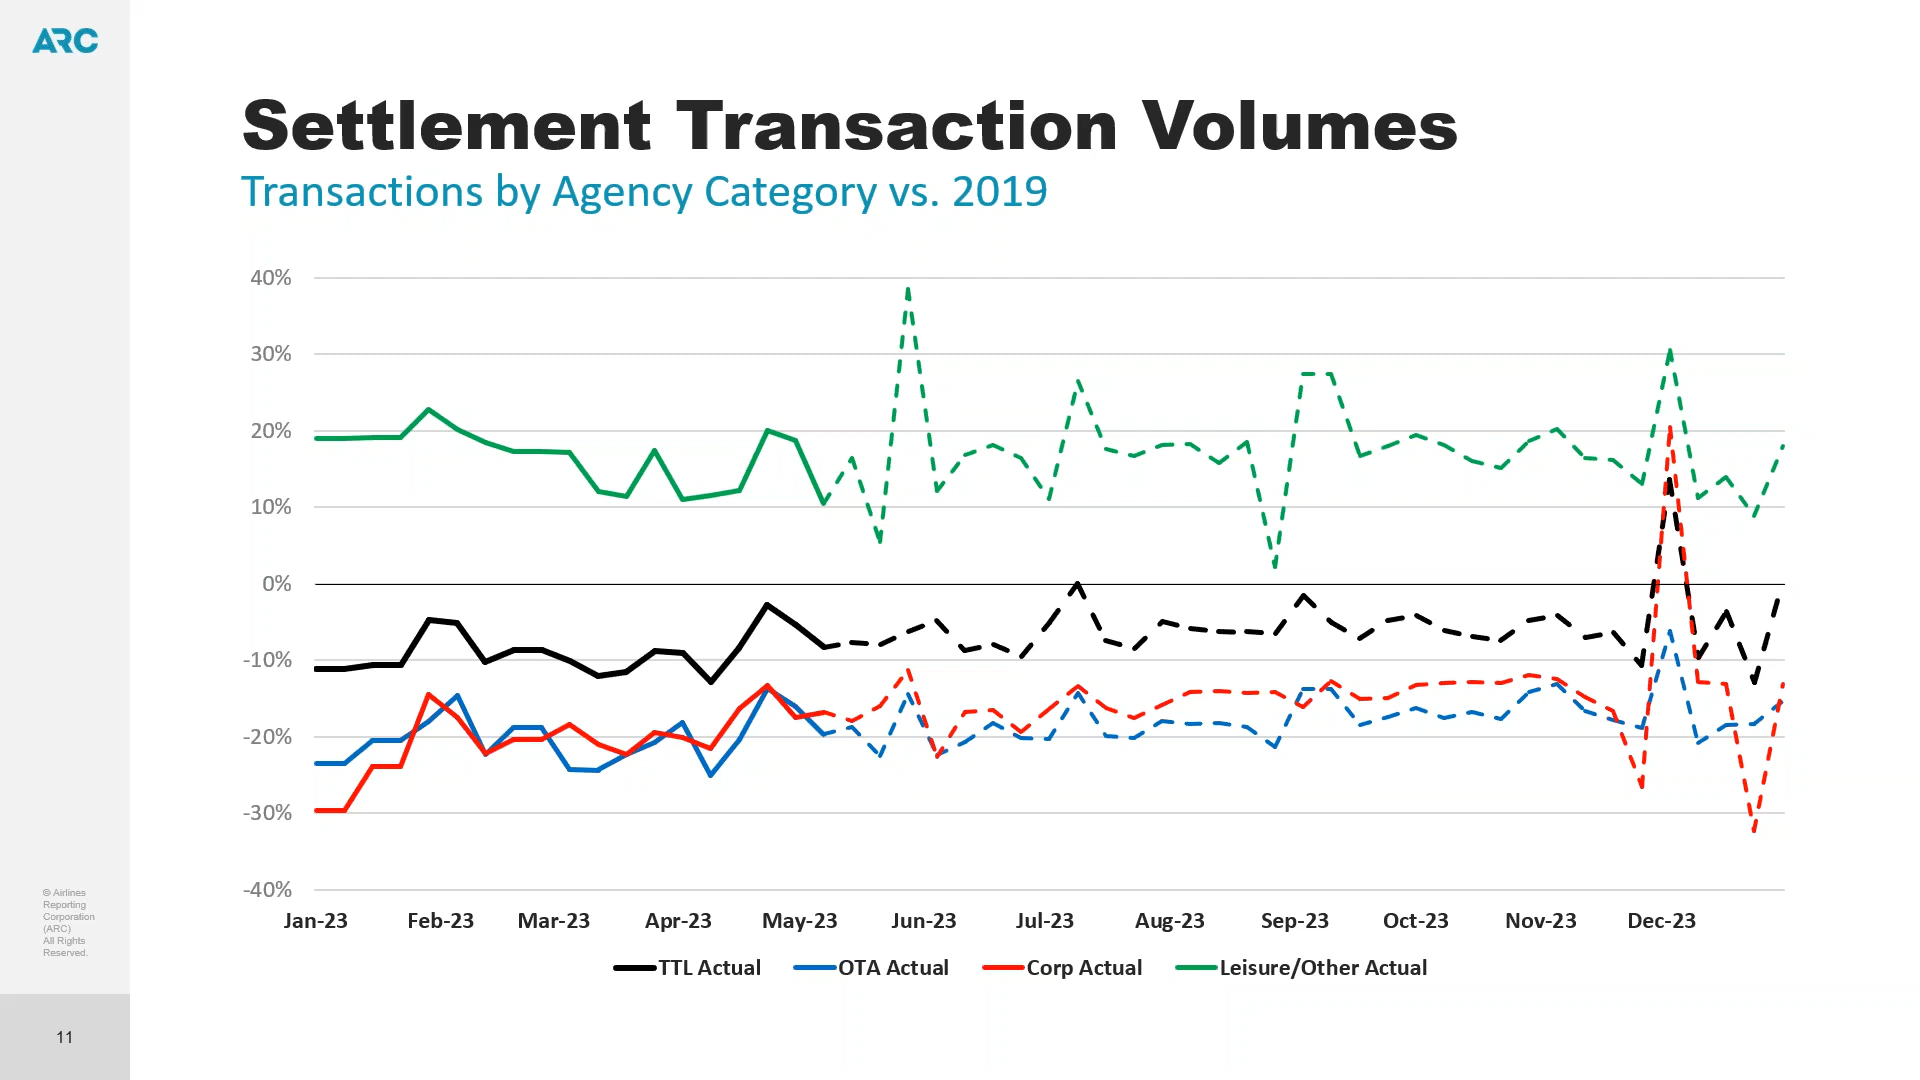 ARC
Settlement Transaction Volumes
Transactions by Agency Category vs. 2019
40%
30%
20%
10%
0%
-10%
-20%
-30%
-40%
Jan-23 Feb-23 Mar-23 Apr-23 May-23 Jun-23 Jul-23 Aug-23 Sep-23 Oct-23 Nov-23 Dec-23
TTL Actual OTA Actual Corp Actual Leisure/Other Actual
© Airlines
Reporting
Corporation
(ARC)
All Rights
Reserved.
11